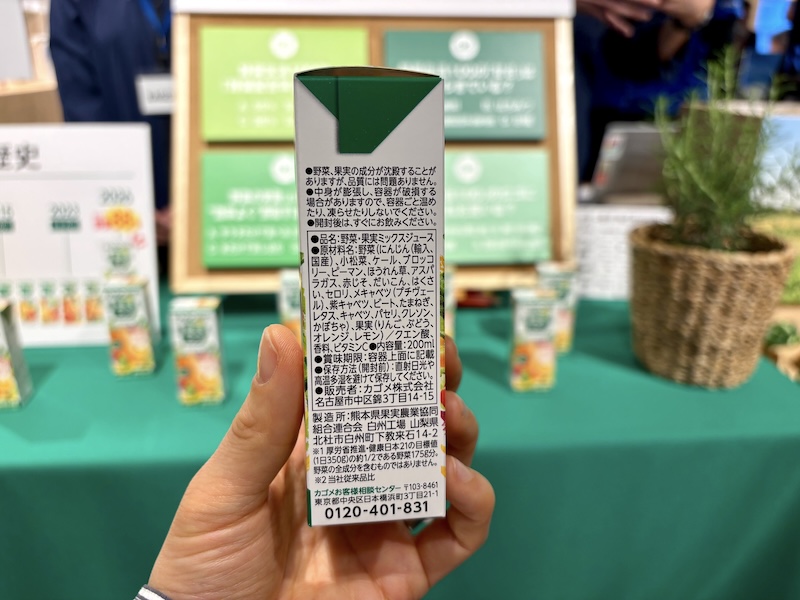 ●野菜、果実の成分が沈殿することが
ありますが、品質には問題ありません。
●中身が膨張し、容器が破損する
場合がありますので、容器ごと温め
たり、凍らせたりしないでください。
●開封後は、すぐにお飲みください。
●品名:野菜・果実ミックスジュース
●原材料名:野菜(にんじん(輸入、
国産)、小松菜、ケール、ブロッコ
リー、ピーマン、ほうれん草、アスパ
ラガス、赤じそ、だいこん、はくさ
い、セロリ、メキャベツ(プチヴェー
ル)、紫キャベツ、ビート、たまねぎ、
レタス、キャベツ、パセリ、クレソン、
かぼちゃ)、果実(りんご、ぶどう、
オレンジ、レモン)/クエン酸、
香料、ビタミンC●内容量:200ml
●賞味期限:容器上面に記載
●保存方法(開封前):直射日光や
高温多湿を避けて保存してください。
●販売者:カゴメ株式会社
名古屋市中区錦3丁目14-15
製造所:熊本県果実農業協同
組合連合会 白州工場 山梨県
北杜市白州町下教来石14-2
※1 厚労省推進・健康日本21の目標値
(1日350g)の約1/2である野菜175g分。
野菜の全成分を含むものではありません。
※2 当社従来品比
カゴメお客様相談センター 〒103-8461
東京都中央区日本橋浜町3丁目21-1
0120-401-831
歴史